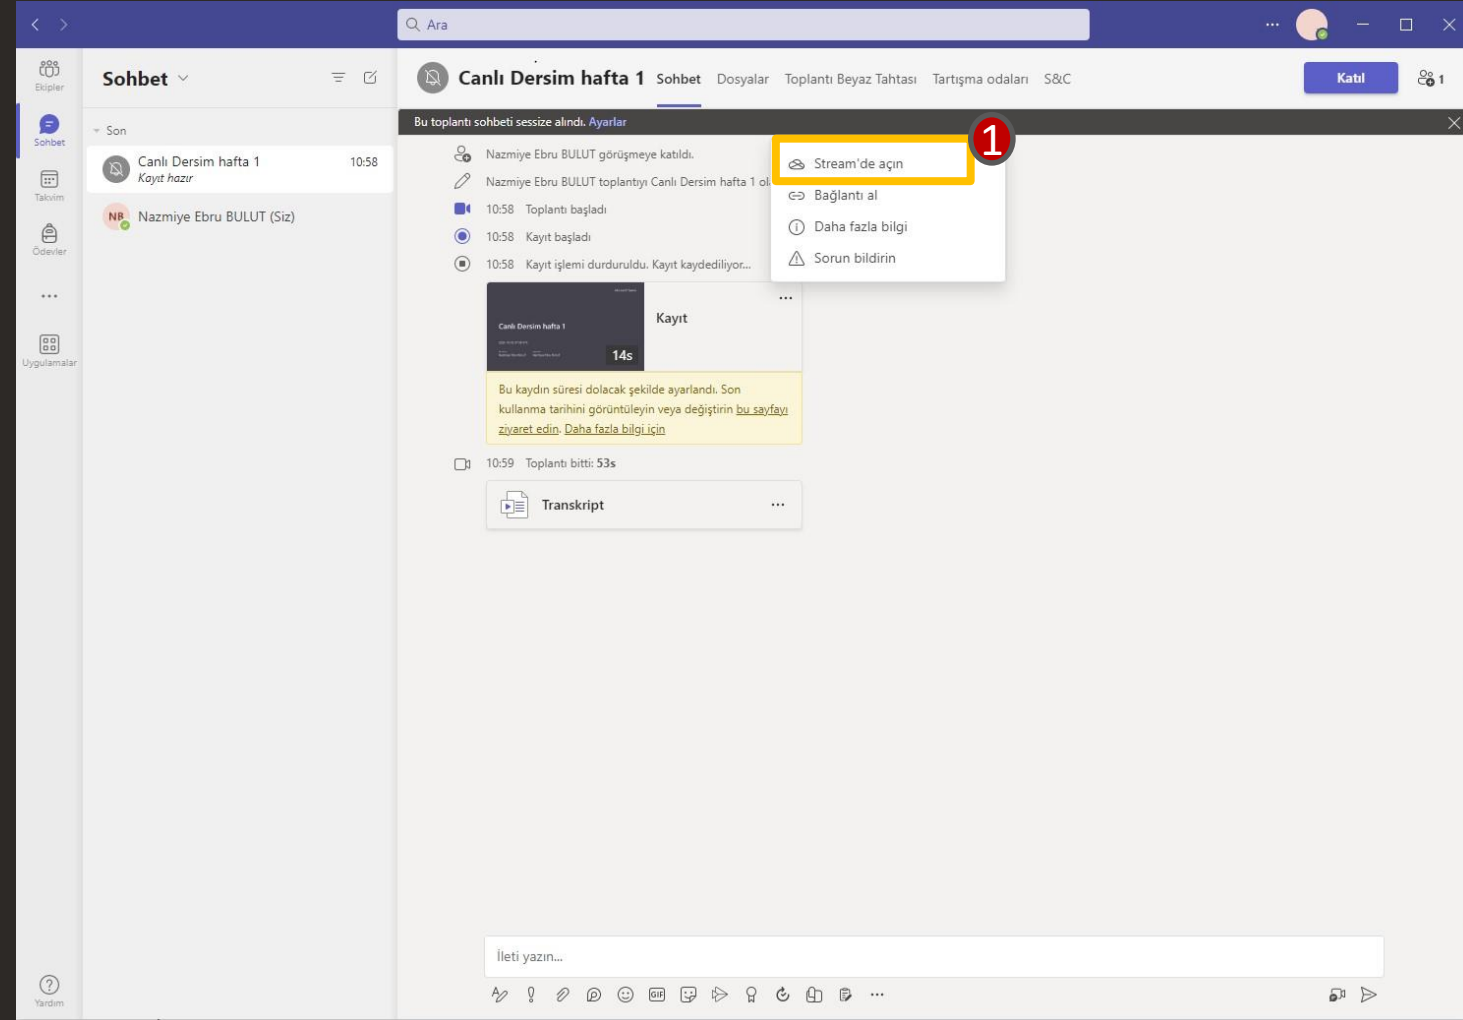 Ara
Ekipler
Sohbet
Takvim
Ödevler
Uygulamalar
Yardım
Sohbet
Son
Canlı Dersim hafta 1 10:58
Kayıt hazır
NB Nazmiye Ebru BULUT (Siz)
Canlı Dersim hafta 1 Sohbet Dosyalar Toplantı Beyaz Tahtası Tartışma odaları S&C Katıl 1
Bu toplantı sohbeti sessize alındı. Ayarlar
1
Nazmiye Ebru BULUT görüşmeye katıldı.
Nazmiye Ebru BULUT toplantıyı Canlı Dersim hafta 1 ol
10:58 Toplantı başladı
10:58 Kayıt başladı
10:58 Kayıt işlemi durduruldu. Kayıt kaydediliyor...
Stream'de açın
Bağlantı al
Daha fazla bilgi
Sorun bildirin
Canlı Dersim hafta 1
14s
Kayıt
Bu kaydın süresi dolacak şekilde ayarlandı. Son
kullanma tarihini görüntüleyin veya değiştirin bu sayfayı
ziyaret edin. Daha fazla bilgi için
10:59 Toplantı bitti: 53s
Transkript
İleti yazın...
GIF